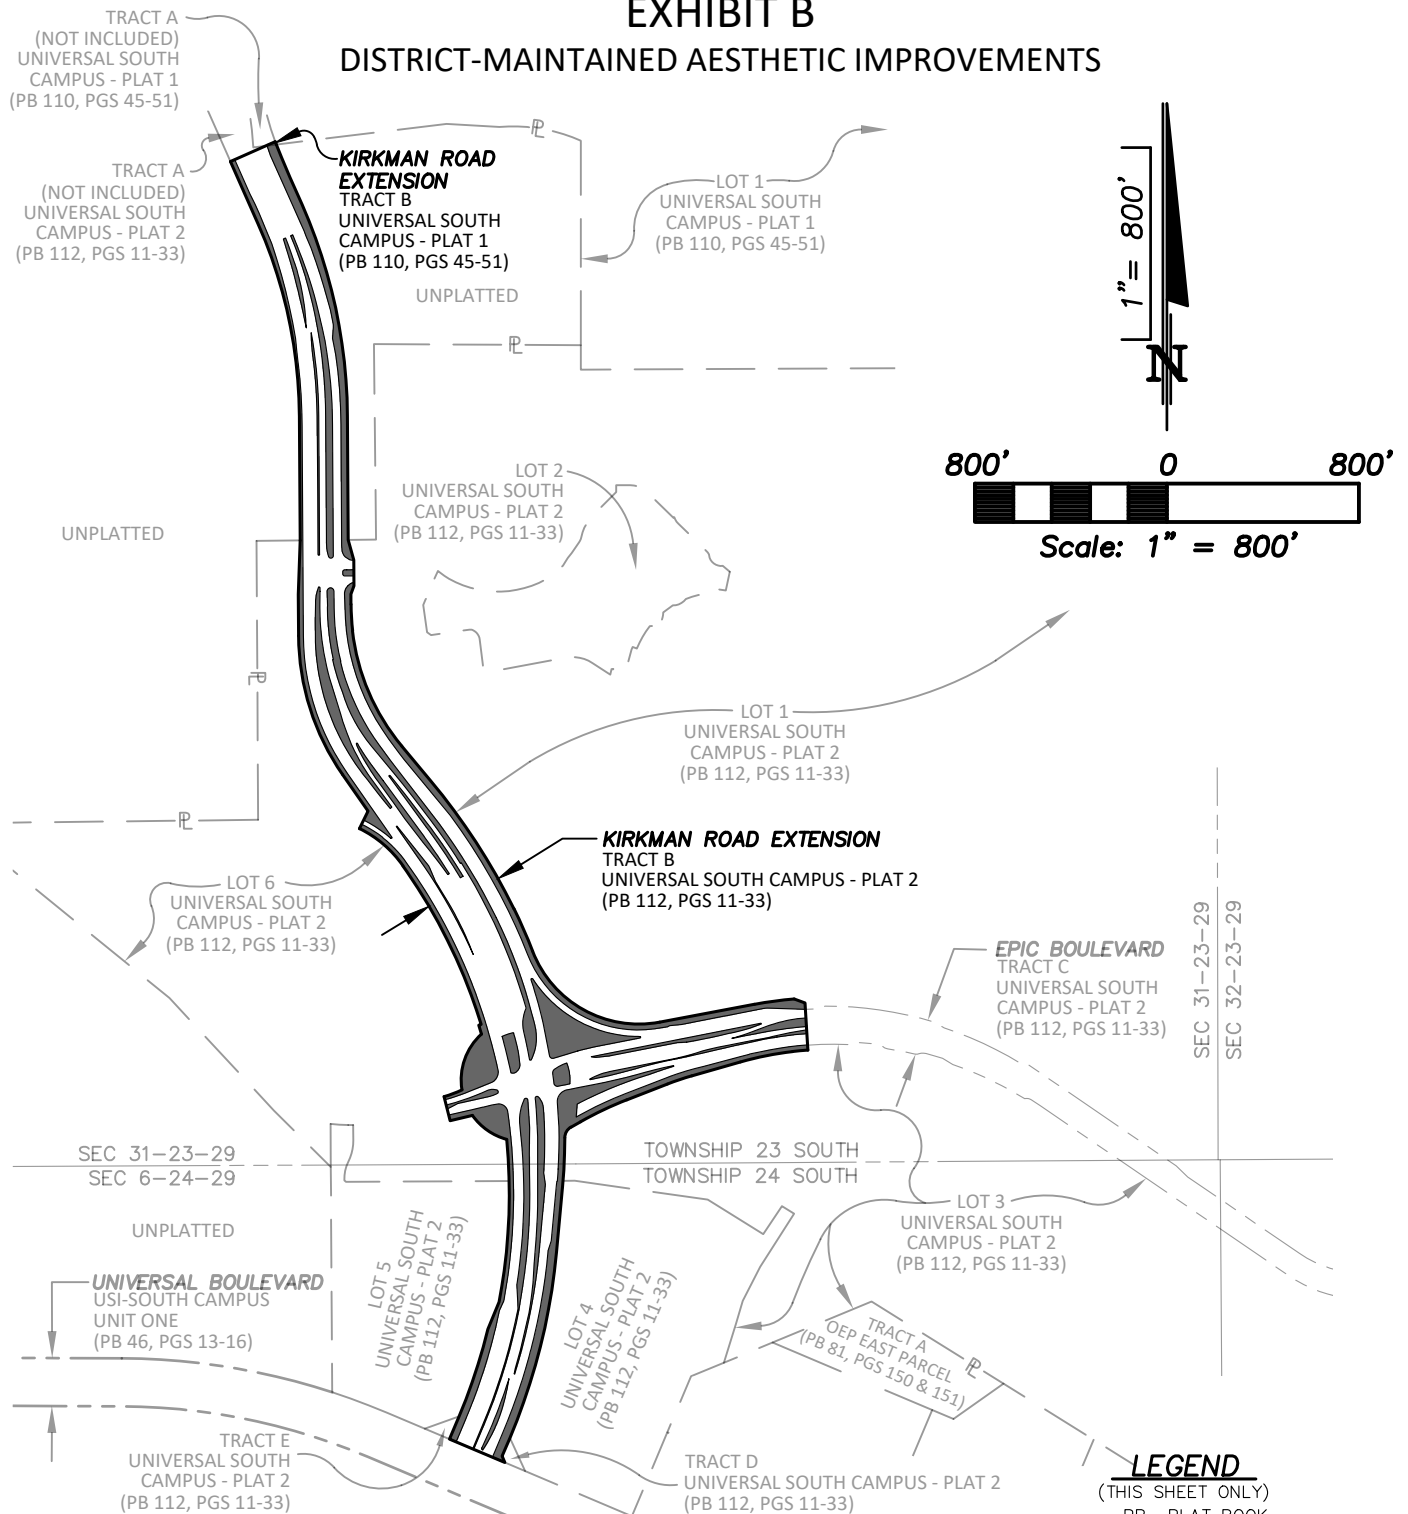 EXHIBIT B
DISTRICT-MAINTAINED AESTHETIC IMPROVEMENTS
TRACT A
(NOT INCLUDED)
UNIVERSAL SOUTH
CAMPUS - PLAT 1
(PB 110, PGS 45-51)
TRACT A
(NOT INCLUDED)
UNIVERSAL SOUTH
CAMPUS - PLAT 2
(PB 112, PGS 11-33)
KIRKMAN ROAD
EXTENSION
TRACT B
UNIVERSAL SOUTH
CAMPUS - PLAT 1
(PB 110, PGS 45-51)
PL
LOT 1
UNIVERSAL SOUTH
CAMPUS - PLAT 1
(PB 110, PGS 45-51)
UNPLATTED
PL
1"= 800'
N
800' 0 800'
Scale: 1" = 800'
LOT 2
UNIVERSAL SOUTH
CAMPUS - PLAT 2
(PB 112, PGS 11-33)
UNPLATTED
PL
LOT 1
UNIVERSAL SOUTH
CAMPUS - PLAT 2
(PB 112, PGS 11-33)
PL
KIRKMAN ROAD EXTENSION
TRACT B
UNIVERSAL SOUTH CAMPUS - PLAT 2
(PB 112, PGS 11-33)
LOT 6
UNIVERSAL SOUTH
CAMPUS - PLAT 2
(PB 112, PGS 11-33)
EPIC BOULEVARD
TRACT C
UNIVERSAL SOUTH
CAMPUS - PLAT 2
(PB 112, PGS 11-33)
SEC 31-23-29
SEC 32-23-29
SEC 31-23-29
SEC 6-24-29
TOWNSHIP 23 SOUTH
TOWNSHIP 24 SOUTH
UNPLATTED
LOT 3
UNIVERSAL SOUTH
CAMPUS - PLAT 2
(PB 112, PGS 11-33)
UNIVERSAL BOULEVARD
USI-SOUTH CAMPUS
UNIT ONE
(PB 46, PGS 13-16)
LOT 5
UNIVERSAL SOUTH
CAMPUS - PLAT 2
(PB 112, PGS 11-33)
LOT 4
UNIVERSAL SOUTH
CAMPUS - PLAT 2
(PB 112, PGS 11-33)
TRACT A
OEP EAST PARCEL
(PB 81, PGS 150 & 151)
PL
TRACT E
UNIVERSAL SOUTH
CAMPUS - PLAT 2
(PB 112, PGS 11-33)
TRACT D
UNIVERSAL SOUTH CAMPUS - PLAT 2
(PB 112, PGS 11-33)
LEGEND
(THIS SHEET ONLY)
PB PLAT BOOK